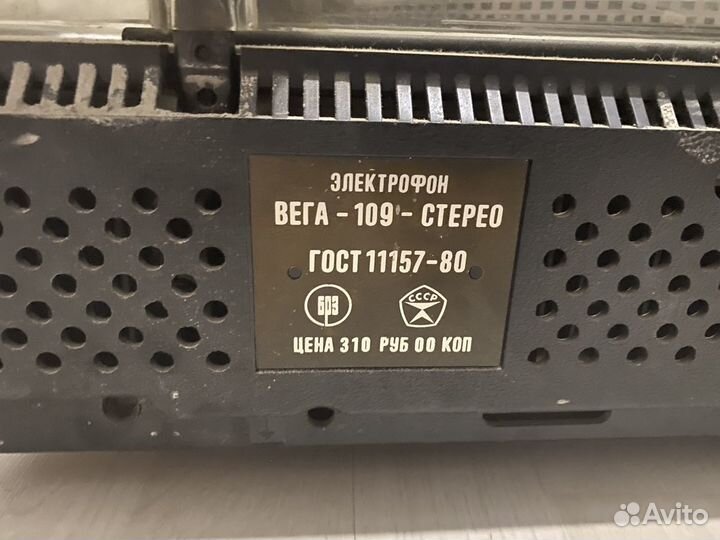 ЭЛЕКТРОФОН
ВЕГА - 109 - СТЕРЕО
ГОСТ 11157-80
БРЗ СССР
ЦЕНА 310 РУБ 00 КОП
Avito